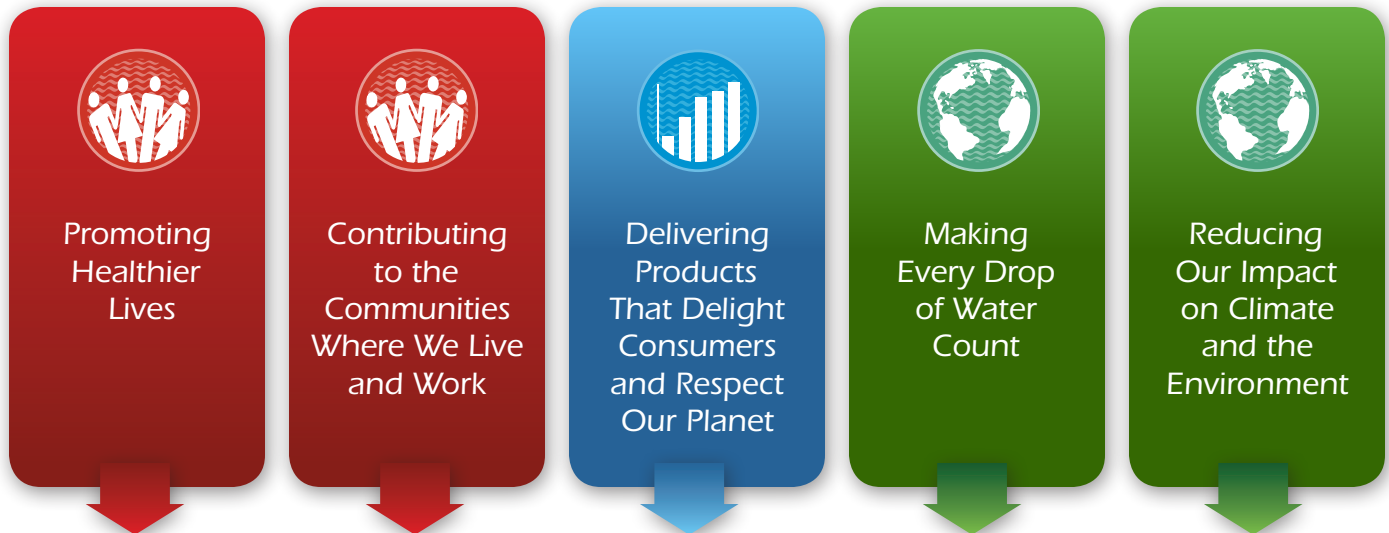 Promoting
Healthier
Lives
Contributing
to the
Communities
Where We Live
and Work
Delivering
Products
That Delight
Consumers
and Respect
Our Planet
Making
Every Drop
of Water
Count
Reducing
Our Impact
on Climate
and the
Environment